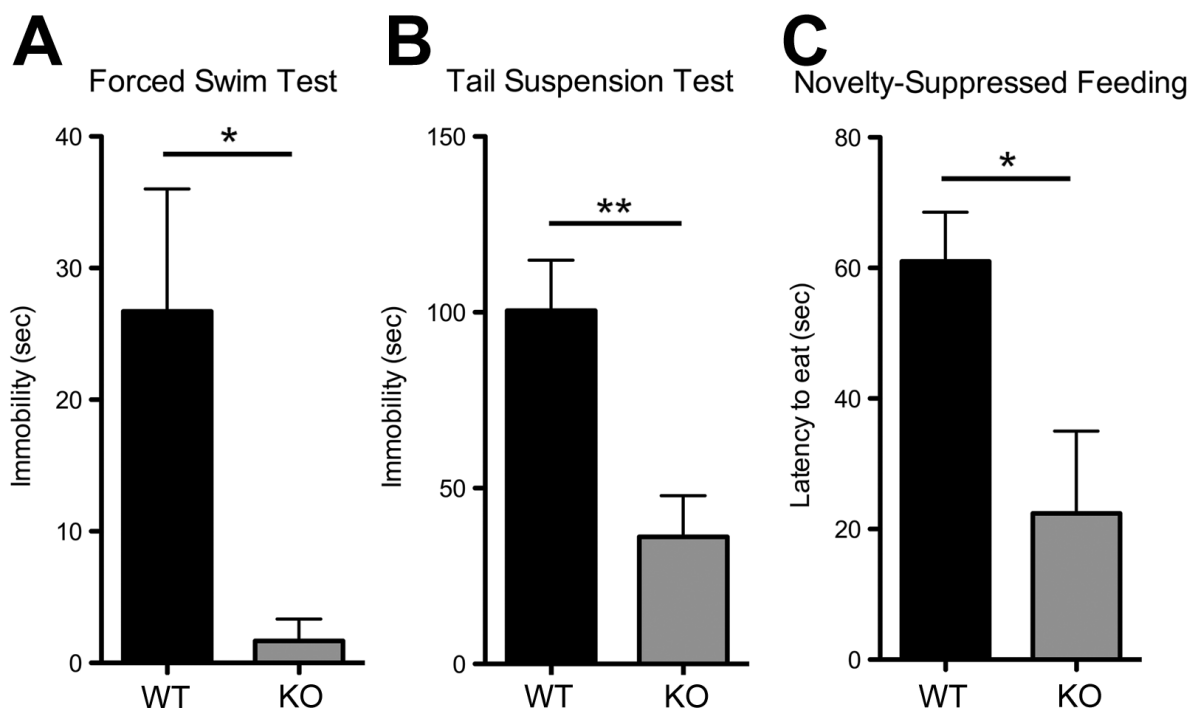 A
Forced Swim Test
Immobility (sec)
40
30
20
10
0
*
WT
KO
B
Tail Suspension Test
Immobility (sec)
150
100
50
0
**
WT
KO
C
Novelty-Suppressed Feeding
Latency to eat (sec)
80
60
40
20
0
*
WT
KO